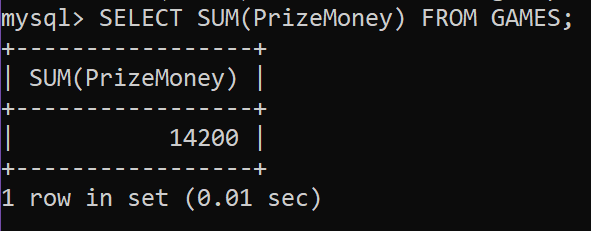 mysql> SELECT SUM(PrizeMoney) FROM GAMES;
+-----------------+
| SUM(PrizeMoney) |
+-----------------+
|           14200 |
+-----------------+
1 row in set (0.01 sec)